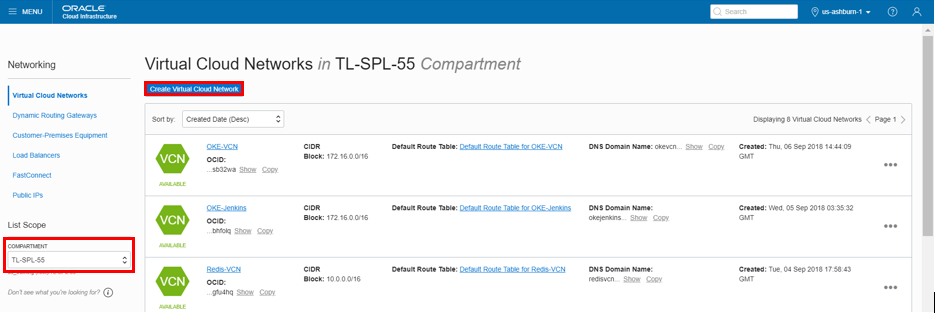 MENU
ORACLE
Cloud Infrastructure
Search
us-ashburn-1
Networking
Virtual Cloud Networks
Dynamic Routing Gateways
Customer-Premises Equipment
Load Balancers
FastConnect
Public IPs
List Scope
COMPARTMENT
TL-SPL-55
Don't see what you're looking for?
Virtual Cloud Networks in TL-SPL-55 Compartment
Create Virtual Cloud Network
Sort by: Created Date (Desc)
Displaying 8 Virtual Cloud Networks Page 1
VCN
AVAILABLE
OKE-VCN
OCID:
...sb32wa Show Copy
CIDR
Block: 172.16.0.0/16
Default Route Table: Default Route Table for OKE-VCN
DNS Domain Name: okevcn... Show Copy
Created: Thu, 06 Sep 2018 14:44:09
GMT
VCN
AVAILABLE
OKE-Jenkins
OCID:
...bhfolq Show Copy
CIDR
Block: 172.16.0.0/16
Default Route Table: Default Route Table for OKE-Jenkins
DNS Domain Name:
okejenkins... Show Copy
Created: Wed, 05 Sep 2018 03:35:32
GMT
VCN
AVAILABLE
Redis-VCN
OCID:
...gfu4hq Show Copy
CIDR
Block: 10.0.0.0/16
Default Route Table: Default Route Table for Redis-VCN
DNS Domain Name:
redisvcn... Show Copy
Created: Tue, 04 Sep 2018 17:58:43
GMT